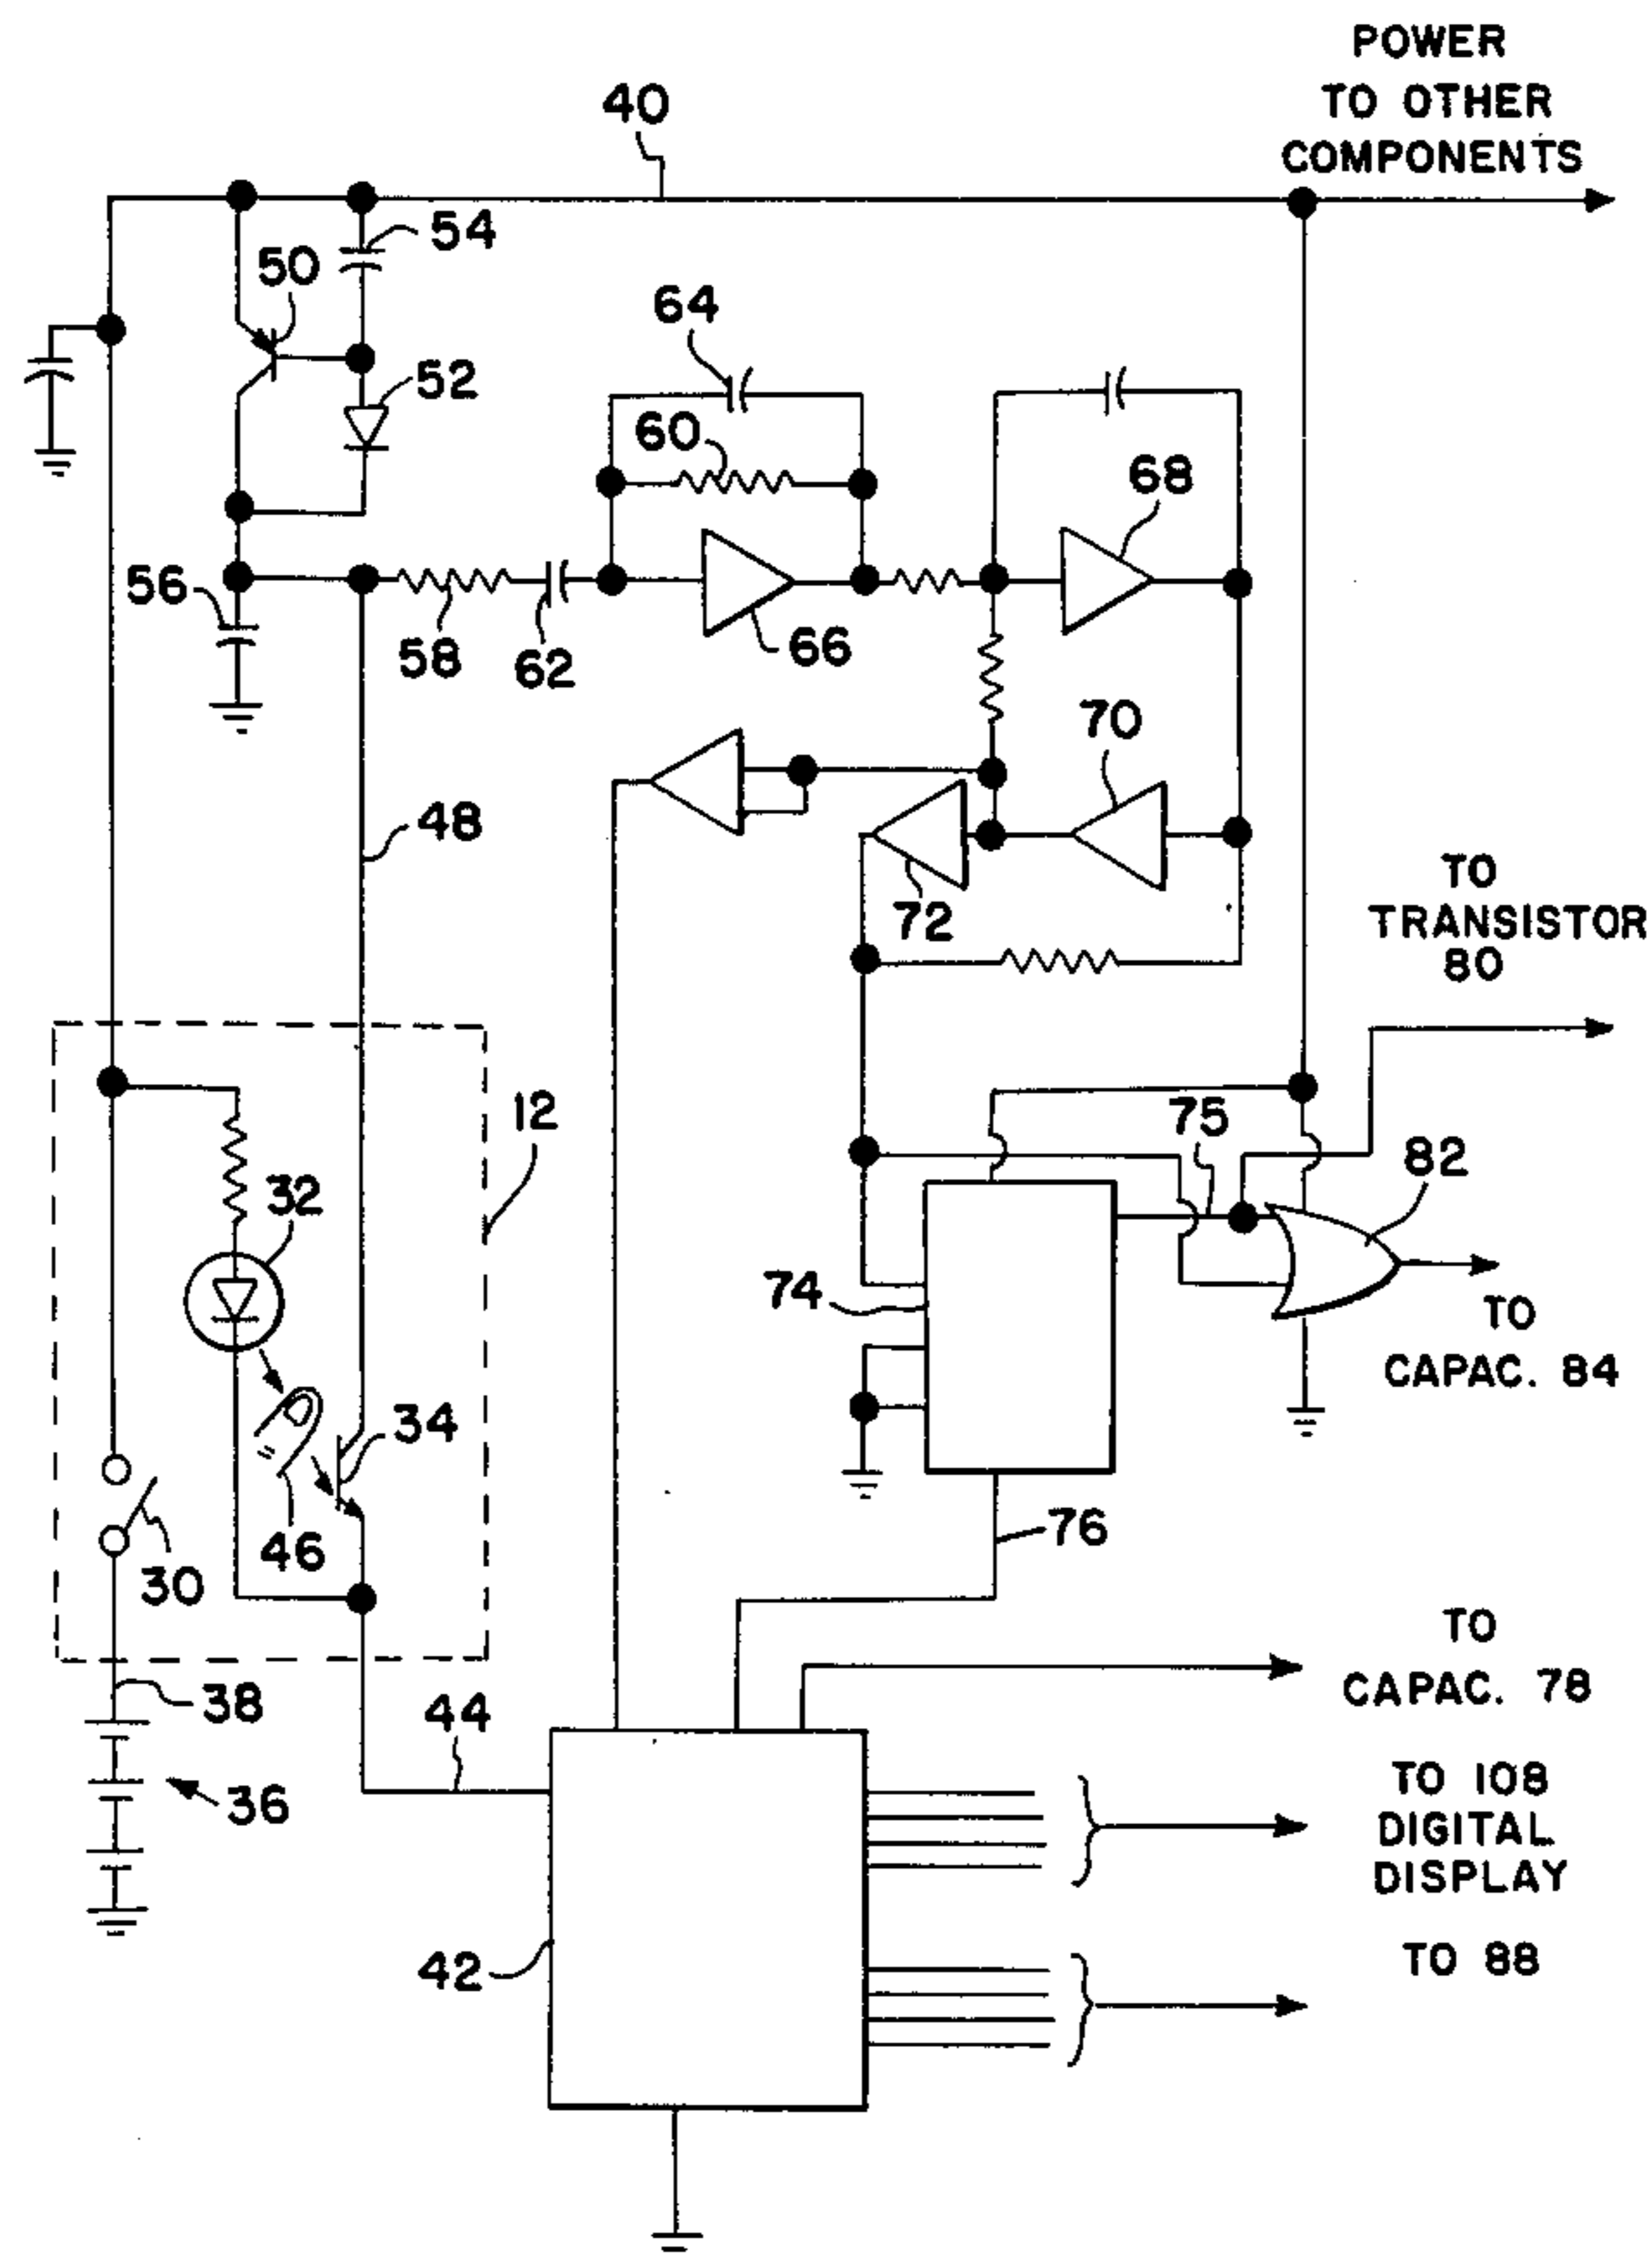 POWER
TO OTHER
COMPONENTS
40
54
50
64
52
60
68
56
58
62
66
70
48
72
TO
TRANSISTOR
80
12
75
82
32
74
TO
CAPAC. 84
34
46
76
30
TO
CAPAC. 78
38
44
36
TO 108
DIGITAL
DISPLAY
42
TO 88